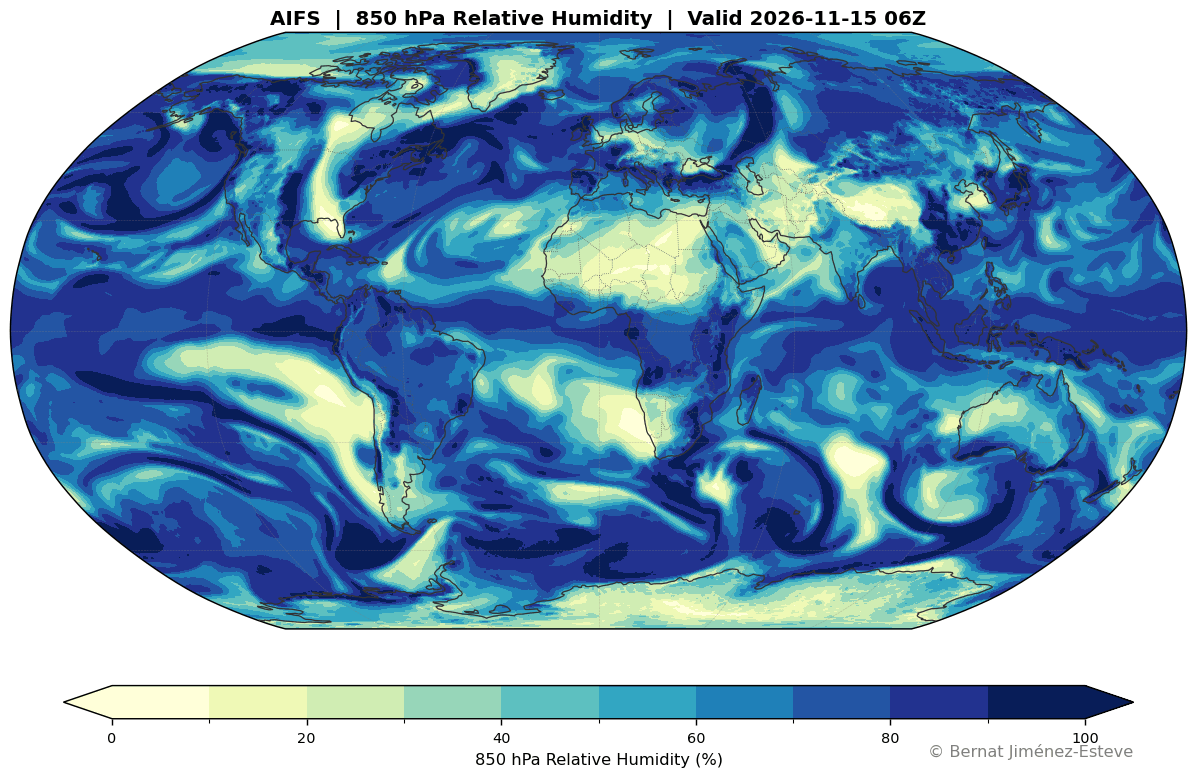 AIFS | 850 hPa Relative Humidity | Valid 2026-11-15 06Z
0 20 40 60 80 100
850 hPa Relative Humidity (%)
© Bernat Jiménez-Esteve